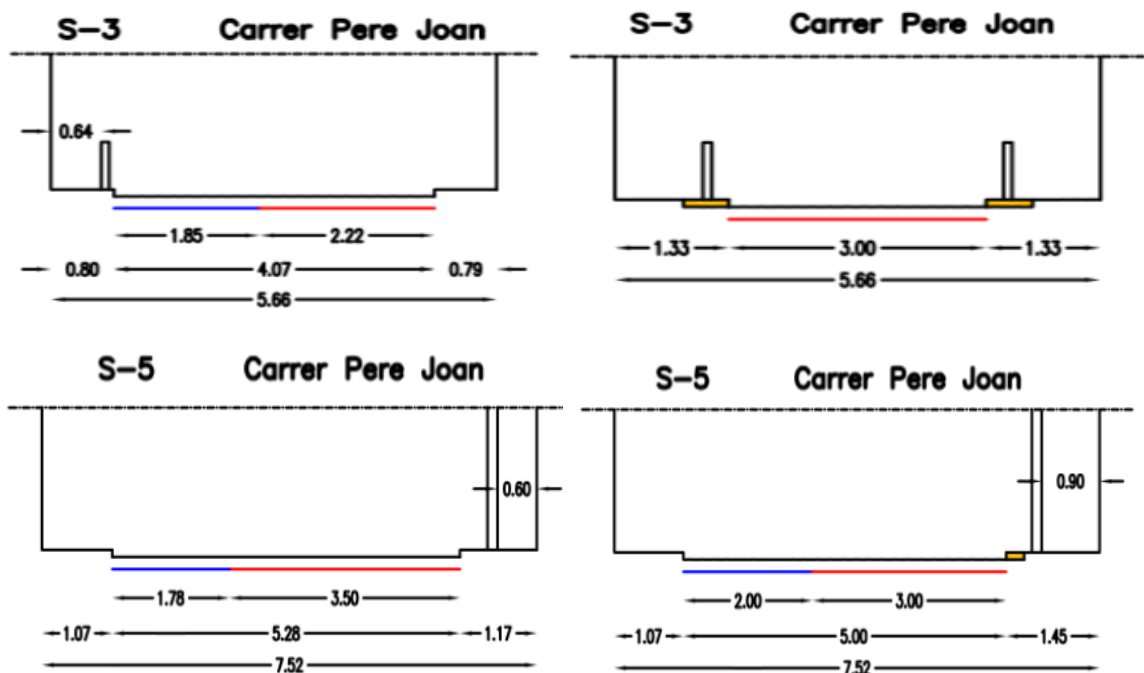 S-3 Carrer Pere Joan
0.64
1.85 2.22
0.80 4.07 0.79
5.66
S-3 Carrer Pere Joan
1.33 3.00 1.33
5.66
S-5 Carrer Pere Joan
0.60
1.78 3.50
1.07 5.28 1.17
7.52
S-5 Carrer Pere Joan
0.90
2.00 3.00
1.07 5.00 1.45
7.52